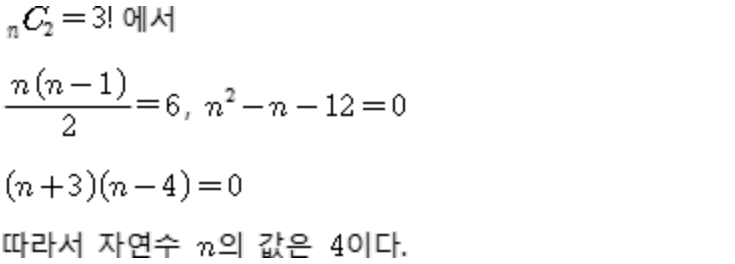 ₙC₂ = 3! 에서
n(n-1)/2 = 6, n² - n - 12 = 0
(n+3)(n-4) = 0
따라서 자연수 n의 값은 4이다.